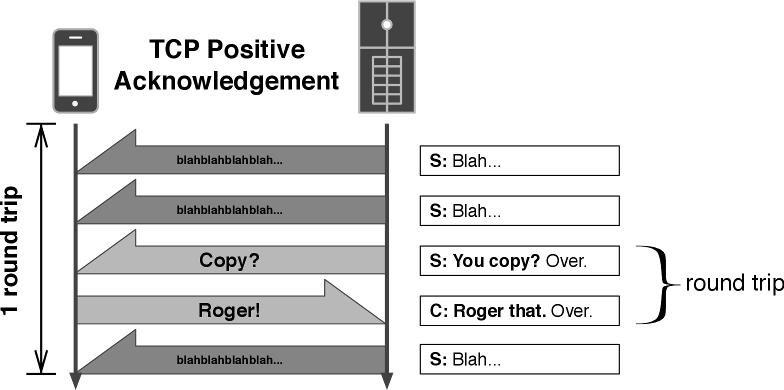 TCP Positive
Acknowledgement
1 round trip
blahblahblahblah...
S: Blah...
blahblahblahblah...
S: Blah...
Copy?
S: You copy? Over.
round trip
Roger!
C: Roger that. Over.
blahblahblahblah...
S: Blah...